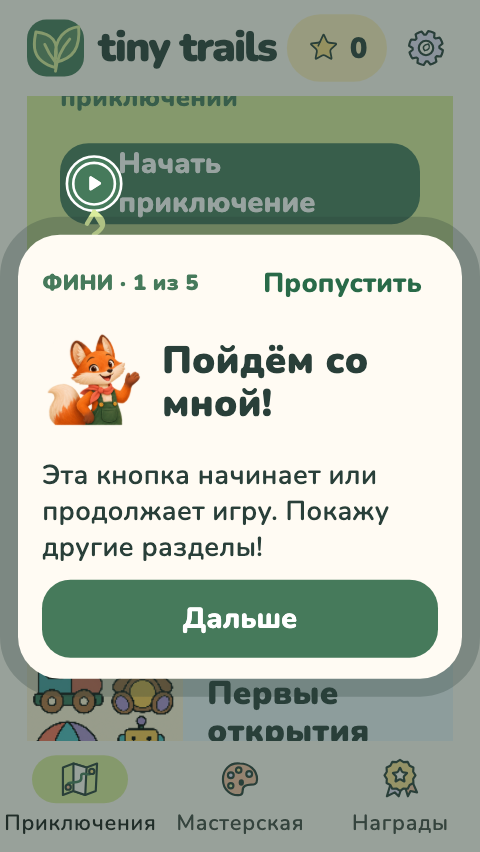 tiny trails
0
приключений
Начать
приключение
ФИНИ · 1 из 5
Пропустить
Пойдём со
мной!
Эта кнопка начинает или
продолжает игру. Покажу
другие разделы!
Дальше
Первые
открытия
Приключения
Мастерская
Награды